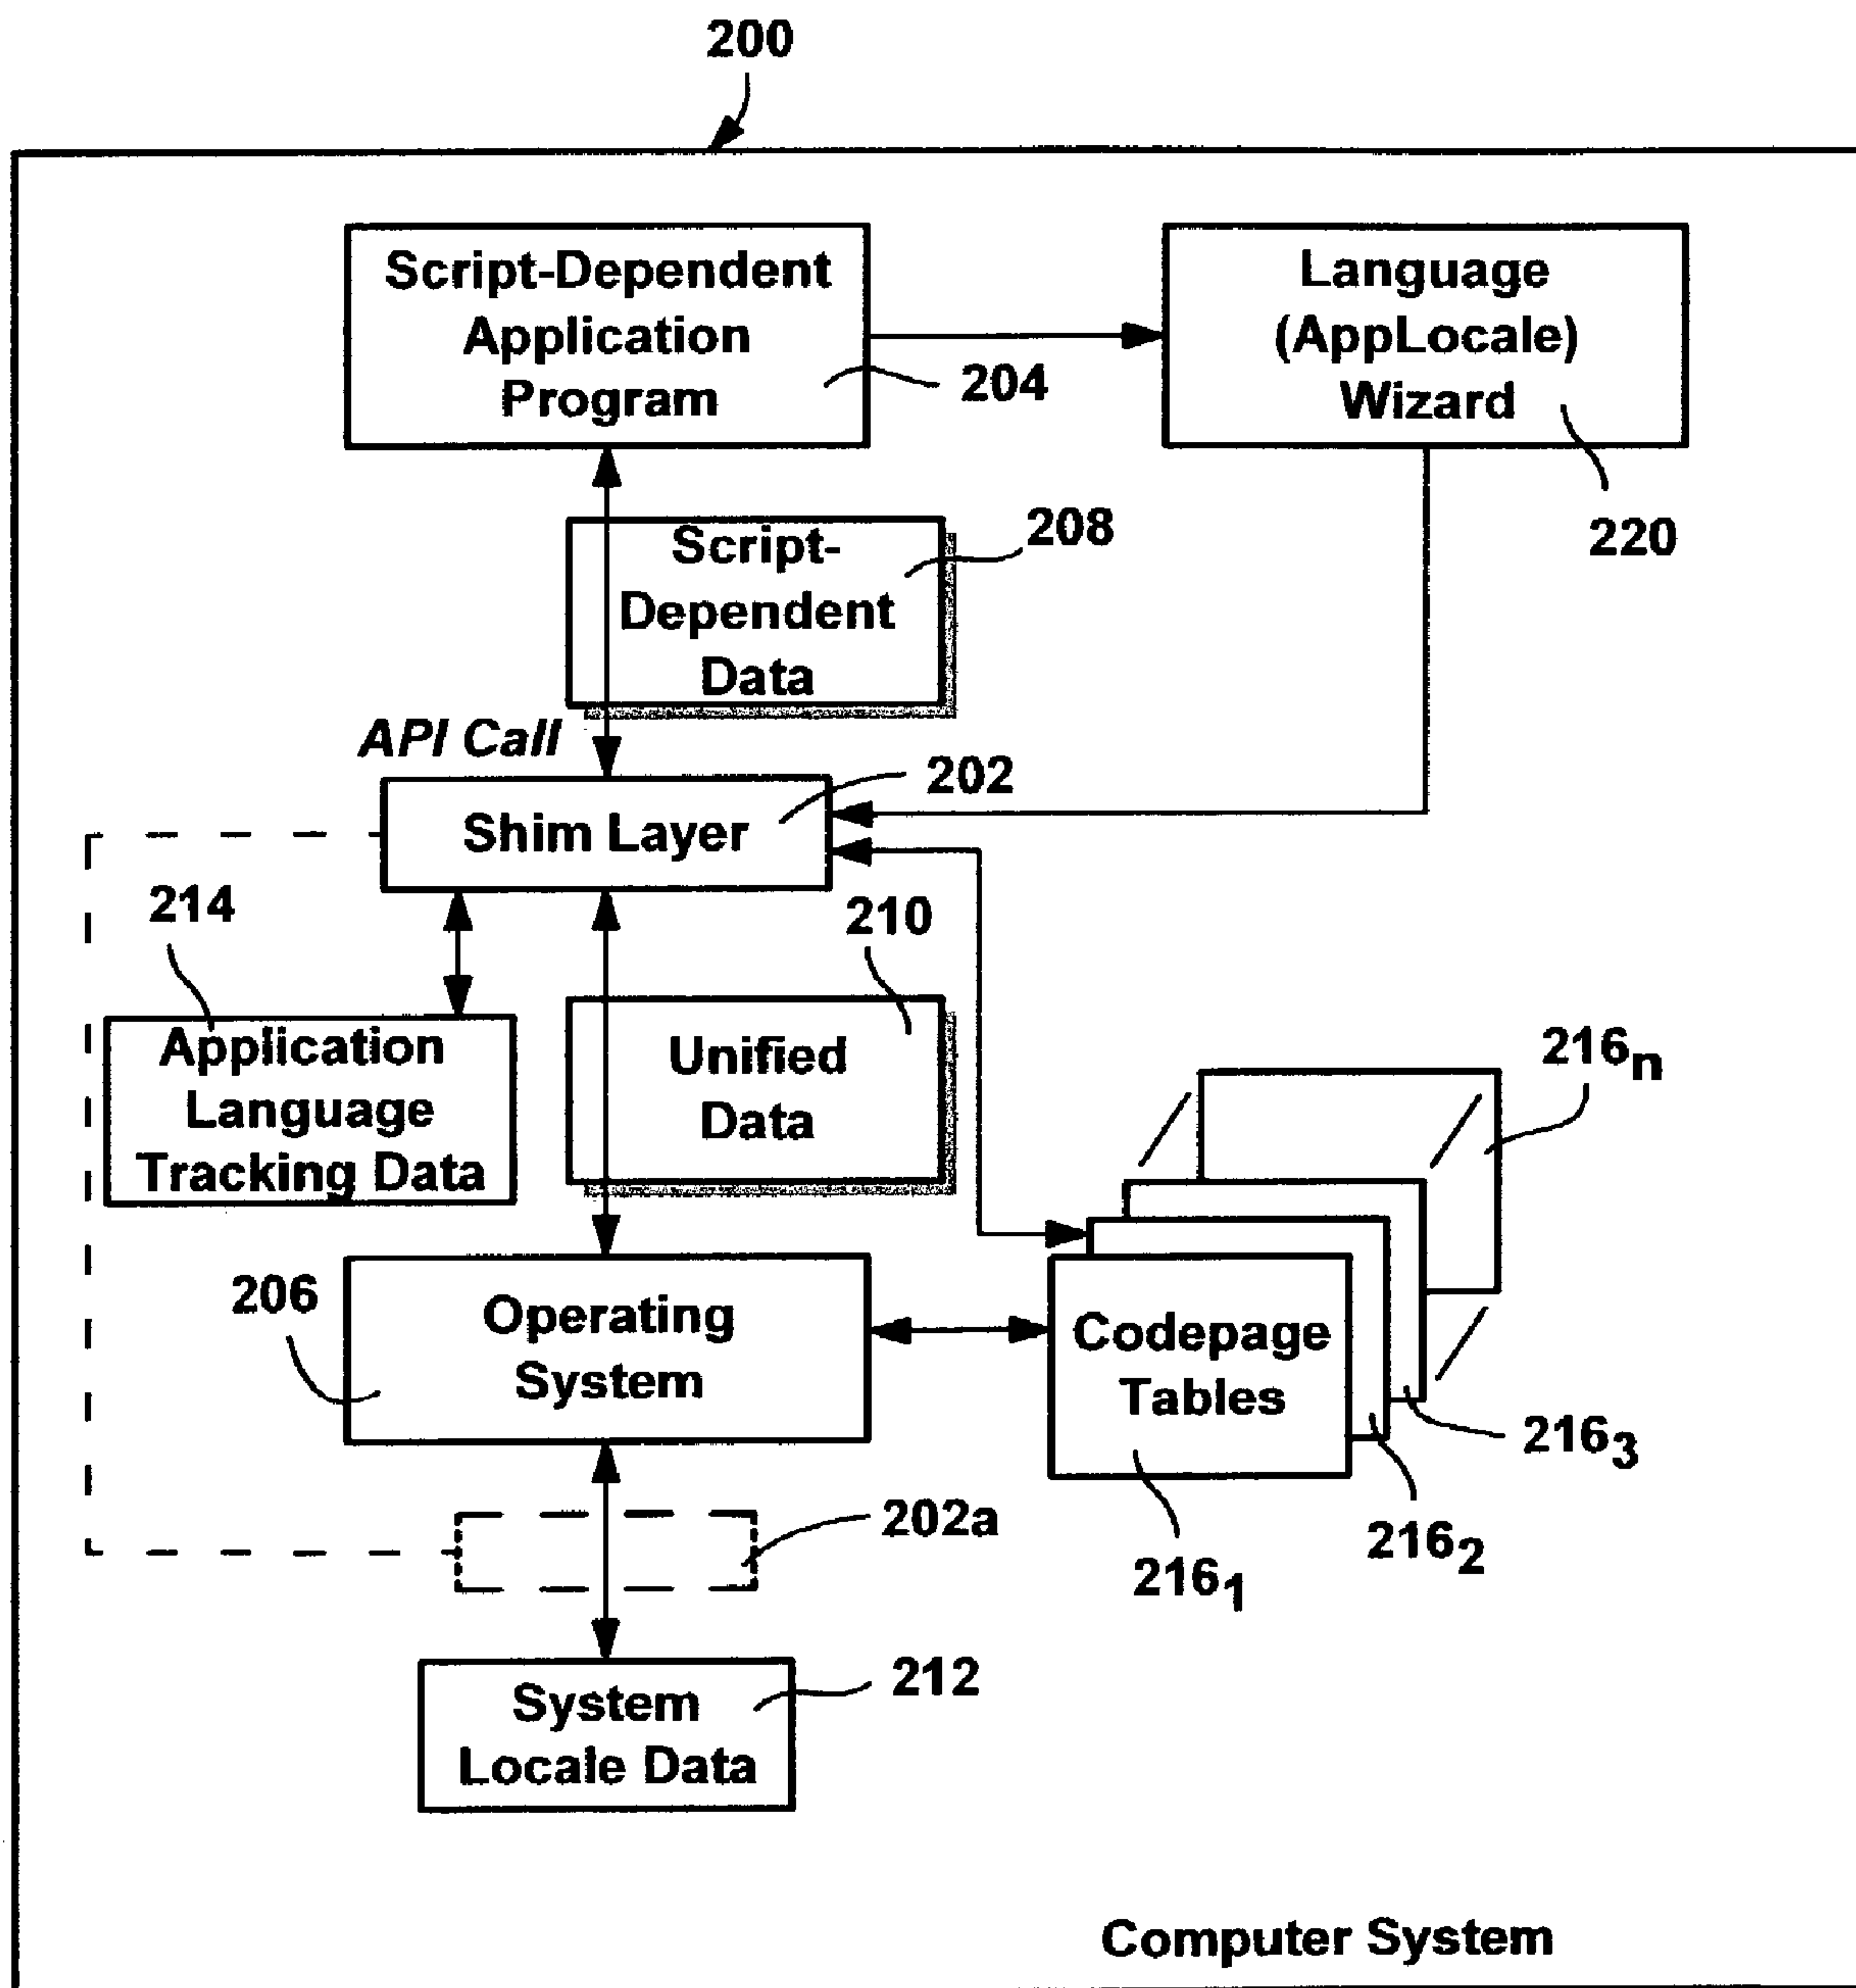 200
Script-Dependent
Application
Program
204
Language
(AppLocale)
Wizard
220
Script-
Dependent
Data
208
API Call
202
Shim Layer
214
210
Application
Language
Tracking Data
Unified
Data
216n
206
Operating
System
Codepage
Tables
2163
2162
2161
202a
System
Locale Data
212
Computer System